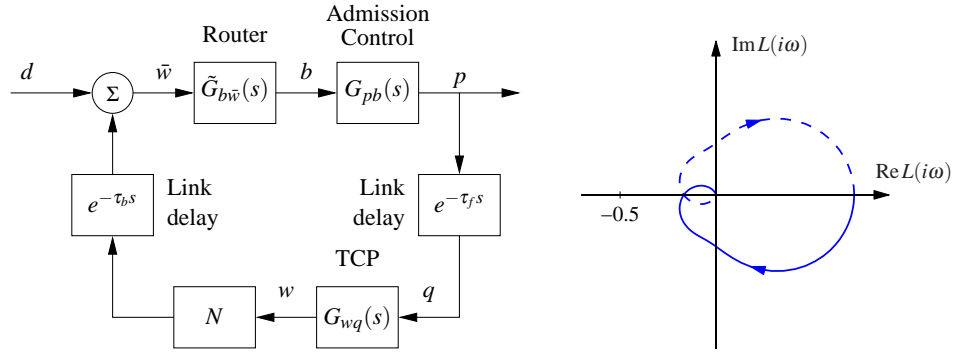 Router
Admission
Control
d
Σ
w̄
G̃_{bw̄}(s)
b
G_{pb}(s)
p
e^{−τ_b s}
Link
delay
Link
delay
e^{−τ_f s}
TCP
N
w
G_{wq}(s)
q
Im L(iω)
Re L(iω)
−0.5